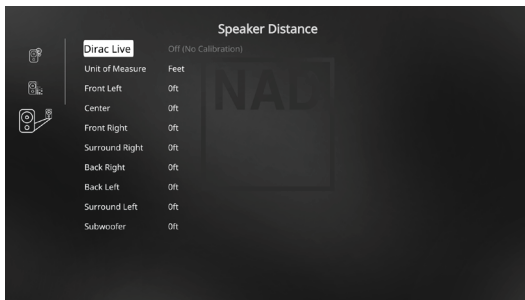 Speaker Distance
Dirac Live Off (No Calibration)
Unit of Measure Feet
Front Left 0ft
Center 0ft
Front Right 0ft
Surround Right 0ft
Back Right 0ft
Back Left 0ft
Surround Left 0ft
Subwoofer 0ft
NAD